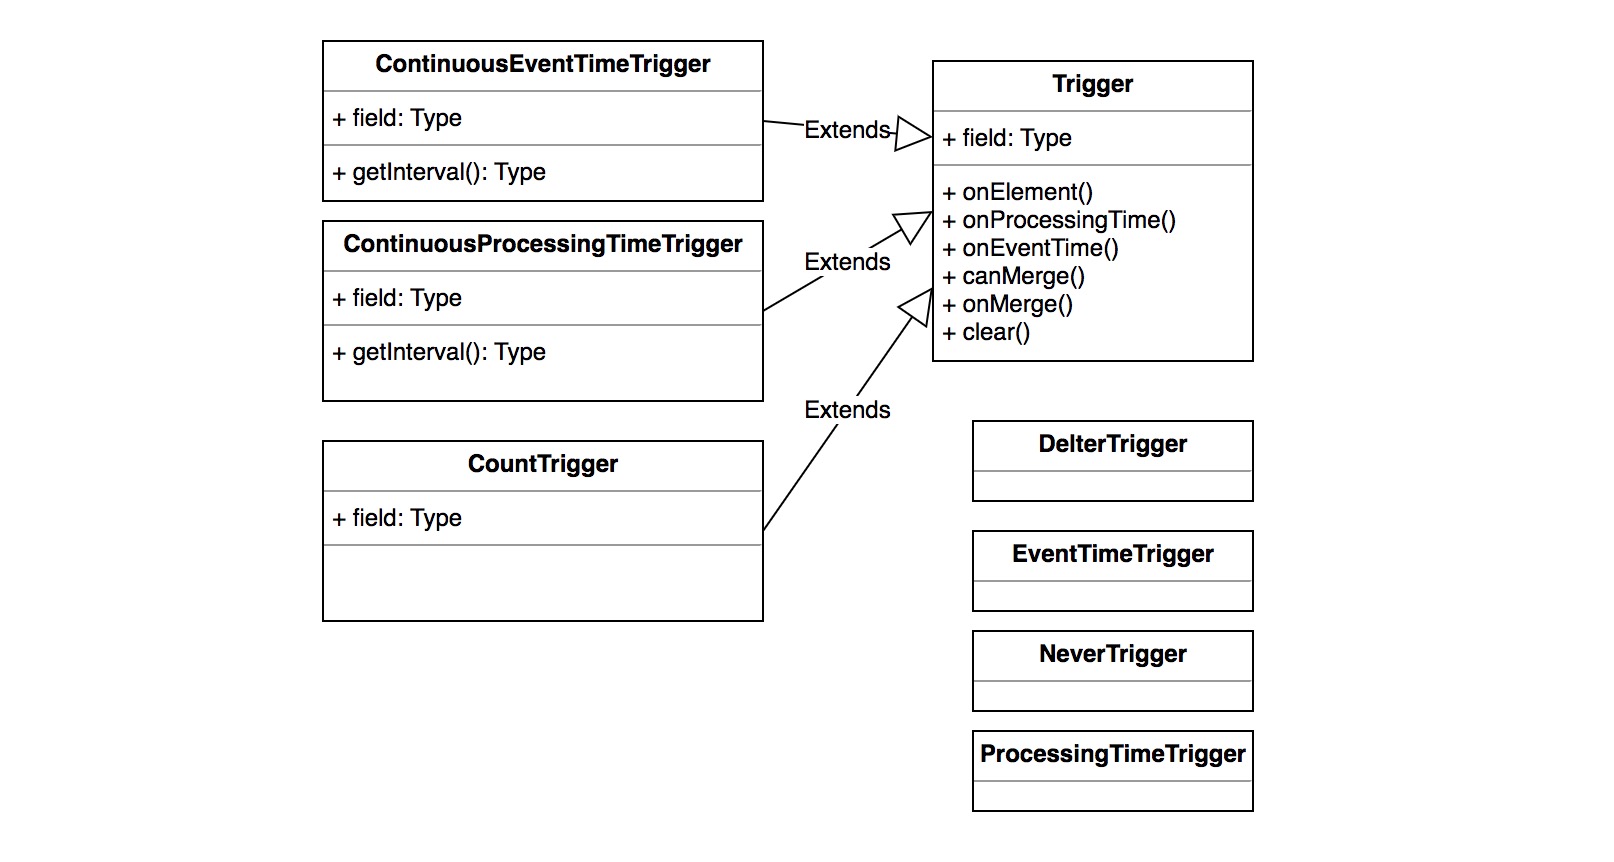 ContinuousEventTimeTrigger
+ field: Type
+ getInterval(): Type
ContinuousProcessingTimeTrigger
+ field: Type
+ getInterval(): Type
CountTrigger
+ field: Type
Extends
Extends
Extends
Trigger
+ field: Type
+ onElement()
+ onProcessingTime()
+ onEventTime()
+ canMerge()
+ onMerge()
+ clear()
DelterTrigger
EventTimeTrigger
NeverTrigger
ProcessingTimeTrigger